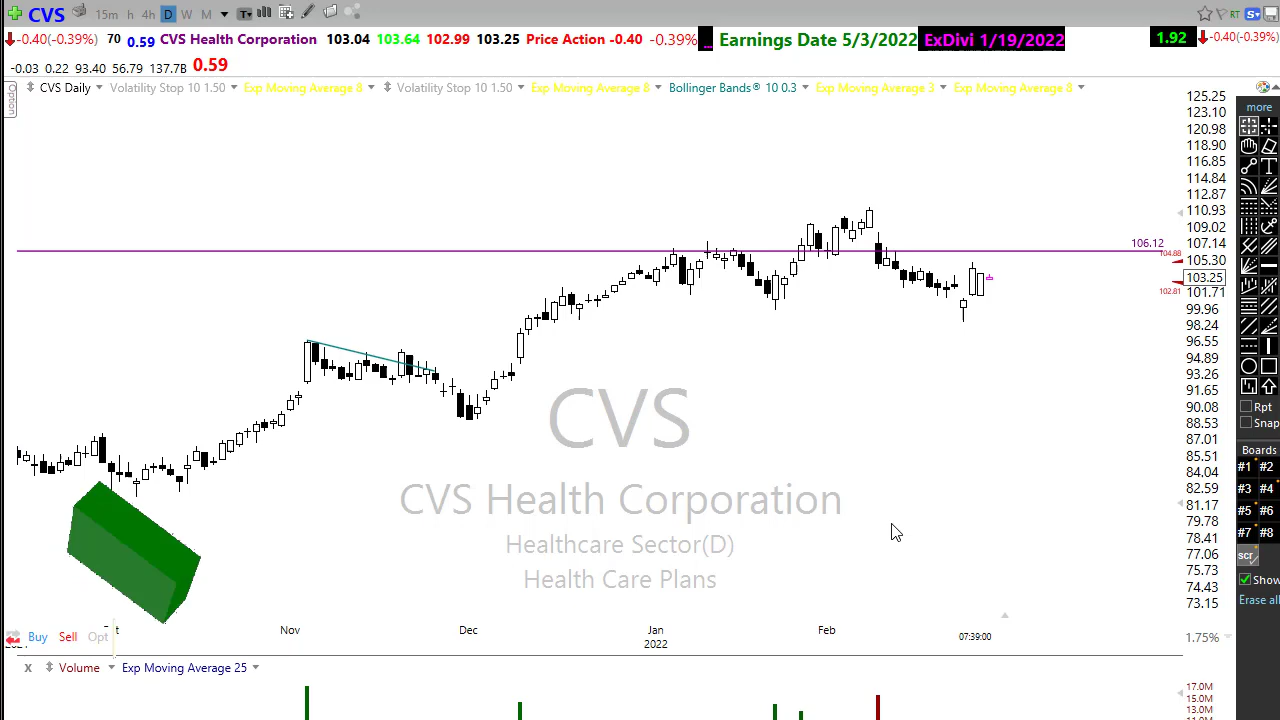 CVS 15m h 4h D W M T RT S
-0.40(-0.39%) 70 0.59 CVS Health Corporation 103.04 103.64 102.99 103.25 Price Action -0.40 -0.39% ... Earnings Date 5/3/2022 ExDivi 1/19/2022 1.92 -0.40(-0.39%)
-0.03 0.22 93.40 56.79 137.7B 0.59
Option
CVS Daily Volatility Stop 10 1.50 Exp Moving Average 8 Volatility Stop 10 1.50 Exp Moving Average 8 Bollinger Bands® 10 0.3 Exp Moving Average 3 Exp Moving Average 8
125.25
123.10
120.98
118.90
116.85
114.84
112.87
110.93
109.02
107.14
106.12
104.88
105.30
103.25
102.81
101.71
99.96
98.24
96.55
94.89
93.26
91.65
90.08
88.53
87.01
85.51
84.04
82.59
81.17
79.78
78.41
77.06
75.73
74.43
73.15
more
Rpt
Snap
Boards
#1 #2
#3 #4
#5 #6
#7 #8
scr
Show
Erase all
CVS
CVS Health Corporation
Healthcare Sector(D)
Health Care Plans
Nov Dec Jan Feb 07:39:00
2022
Buy Sell Opt 1.75%
X Volume Exp Moving Average 25
17.0M
15.0M
13.0M